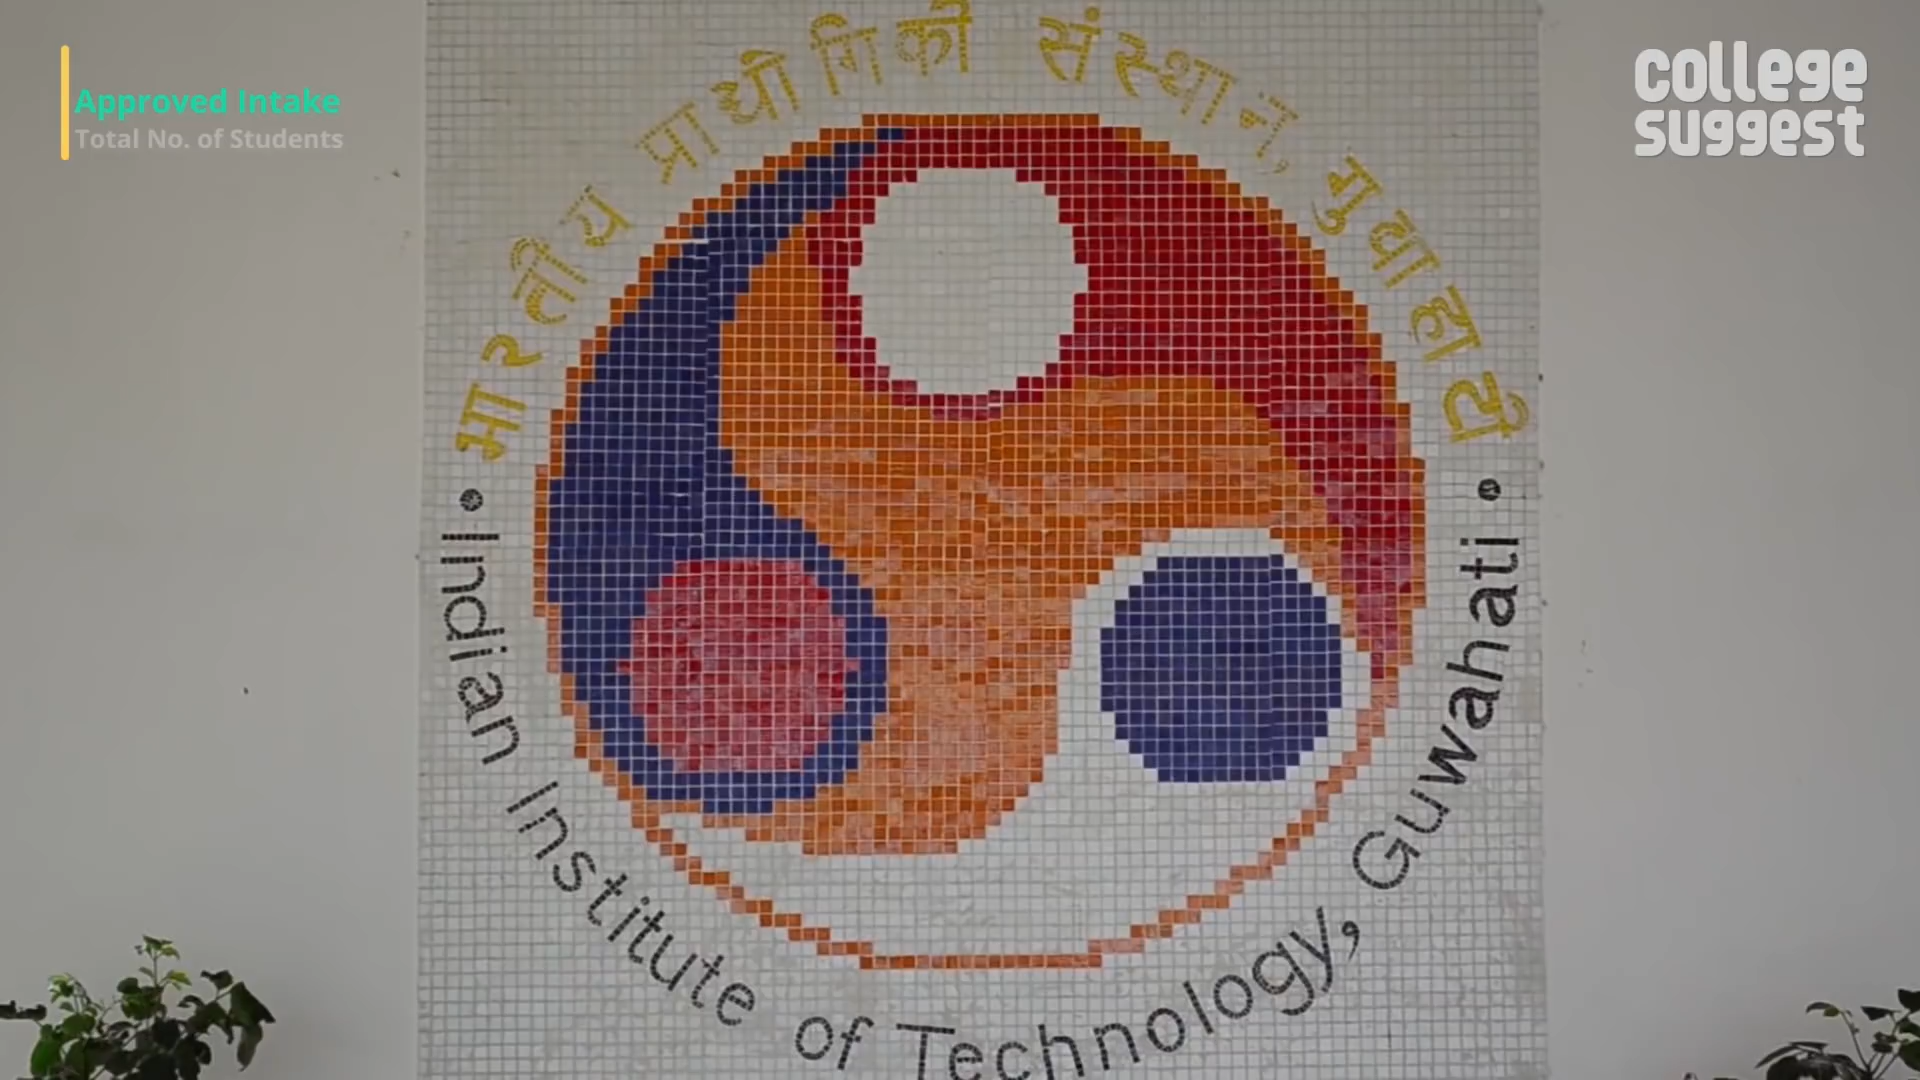 Approved Intake
Total No. of Students
college
suggest
भारतीय प्राद्यौगिकी संस्थान, गुवाहाटी
• Indian Institute of Technology, Guwahati •